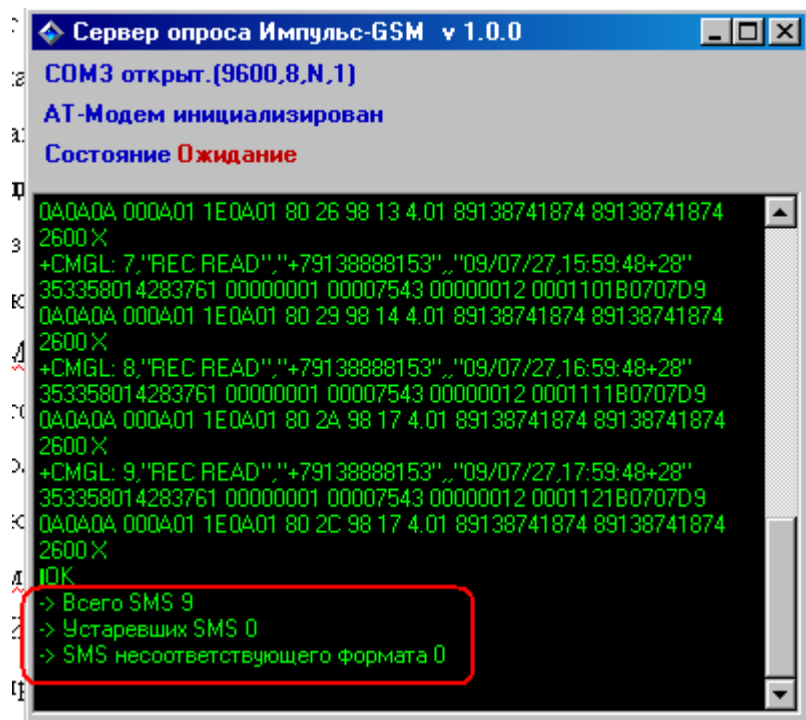 Сервер опроса Импульс-GSM v 1.0.0
COM3 открыт.(9600,8,N,1)
АТ-Модем инициализирован
Состояние Ожидание
0A0A0A 000A01 1E0A01 80 26 98 13 4.01 89138741874 89138741874
2600 X
+CMGL: 7,"REC READ","+79138888153",,"09/07/27,15:59:48+28"
353358014283761 00000001 00007543 00000012 0001101B0707D9
0A0A0A 000A01 1E0A01 80 29 98 14 4.01 89138741874 89138741874
2600 X
+CMGL: 8,"REC READ","+79138888153",,"09/07/27,16:59:48+28"
353358014283761 00000001 00007543 00000012 0001111B0707D9
0A0A0A 000A01 1E0A01 80 2A 98 17 4.01 89138741874 89138741874
2600 X
+CMGL: 9,"REC READ","+79138888153",,"09/07/27,17:59:48+28"
353358014283761 00000001 00007543 00000012 0001121B0707D9
0A0A0A 000A01 1E0A01 80 2C 98 17 4.01 89138741874 89138741874
2600 X
OK
-> Всего SMS 9
-> Устаревших SMS 0
-> SMS несоответствующего формата 0